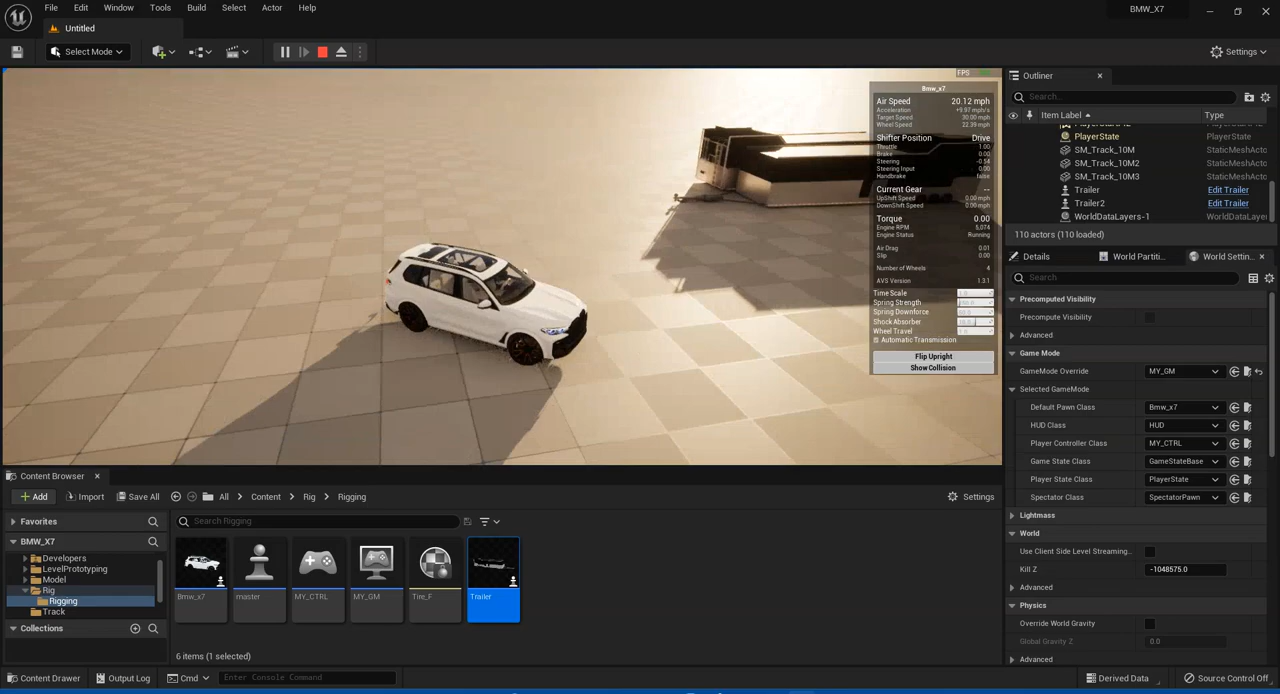 File Edit Window Tools Build Select Actor Help
BMW_X7
Untitled
Select Mode
Settings
FPS
Bmw_x7
Air Speed 20.12 mph
Acceleration +9.97 mph/s
Target Speed 30.00 mph
Wheel Speed 22.39 mph
Shifter Position Drive
Throttle 1.00
Brake 0.00
Steering -0.54
Steering Input 0.00
Handbrake false
Current Gear --
UpShift Speed 0.00 mph
DownShift Speed 0.00 mph
Torque 0.00
Engine RPM 5,074
Engine Status Running
Air Drag 0.01
Slip 0.00
Number of Wheels 4
AVS Version 1.3.1
Time Scale
Spring Strength
Spring Downforce
Shock Absorber
Wheel Travel
Automatic Transmission
Flip Upright
Show Collision
Outliner
Search...
Item Label Type
PlayerState PlayerState
SM_Track_10M StaticMeshActo
SM_Track_10M2 StaticMeshActo
SM_Track_10M3 StaticMeshActo
Trailer Edit Trailer
Trailer2 Edit Trailer
WorldDataLayers-1 WorldDataLayer
110 actors (110 loaded)
Details World Partiti... World Settin...
Search
Precomputed Visibility
Precompute Visibility
Advanced
Game Mode
GameMode Override MY_GM
Selected GameMode
Default Pawn Class Bmw_x7
HUD Class HUD
Player Controller Class MY_CTRL
Game State Class GameStateBase
Player State Class PlayerState
Spectator Class SpectatorPawn
Lightmass
World
Use Client Side Level Streaming...
Kill Z -1048575.0
Advanced
Physics
Override World Gravity
Global Gravity Z 0.0
Advanced
Content Browser
Add Import Save All All Content Rig Rigging Settings
Favorites
Search Rigging
BMW_X7
Developers
LevelPrototyping
Model
Rig
Rigging
Track
Collections
Bmw_x7 master MY_CTRL MY_GM Tire_F Trailer
6 items (1 selected)
Content Drawer Output Log Cmd Enter Console Command Derived Data Source Control Off